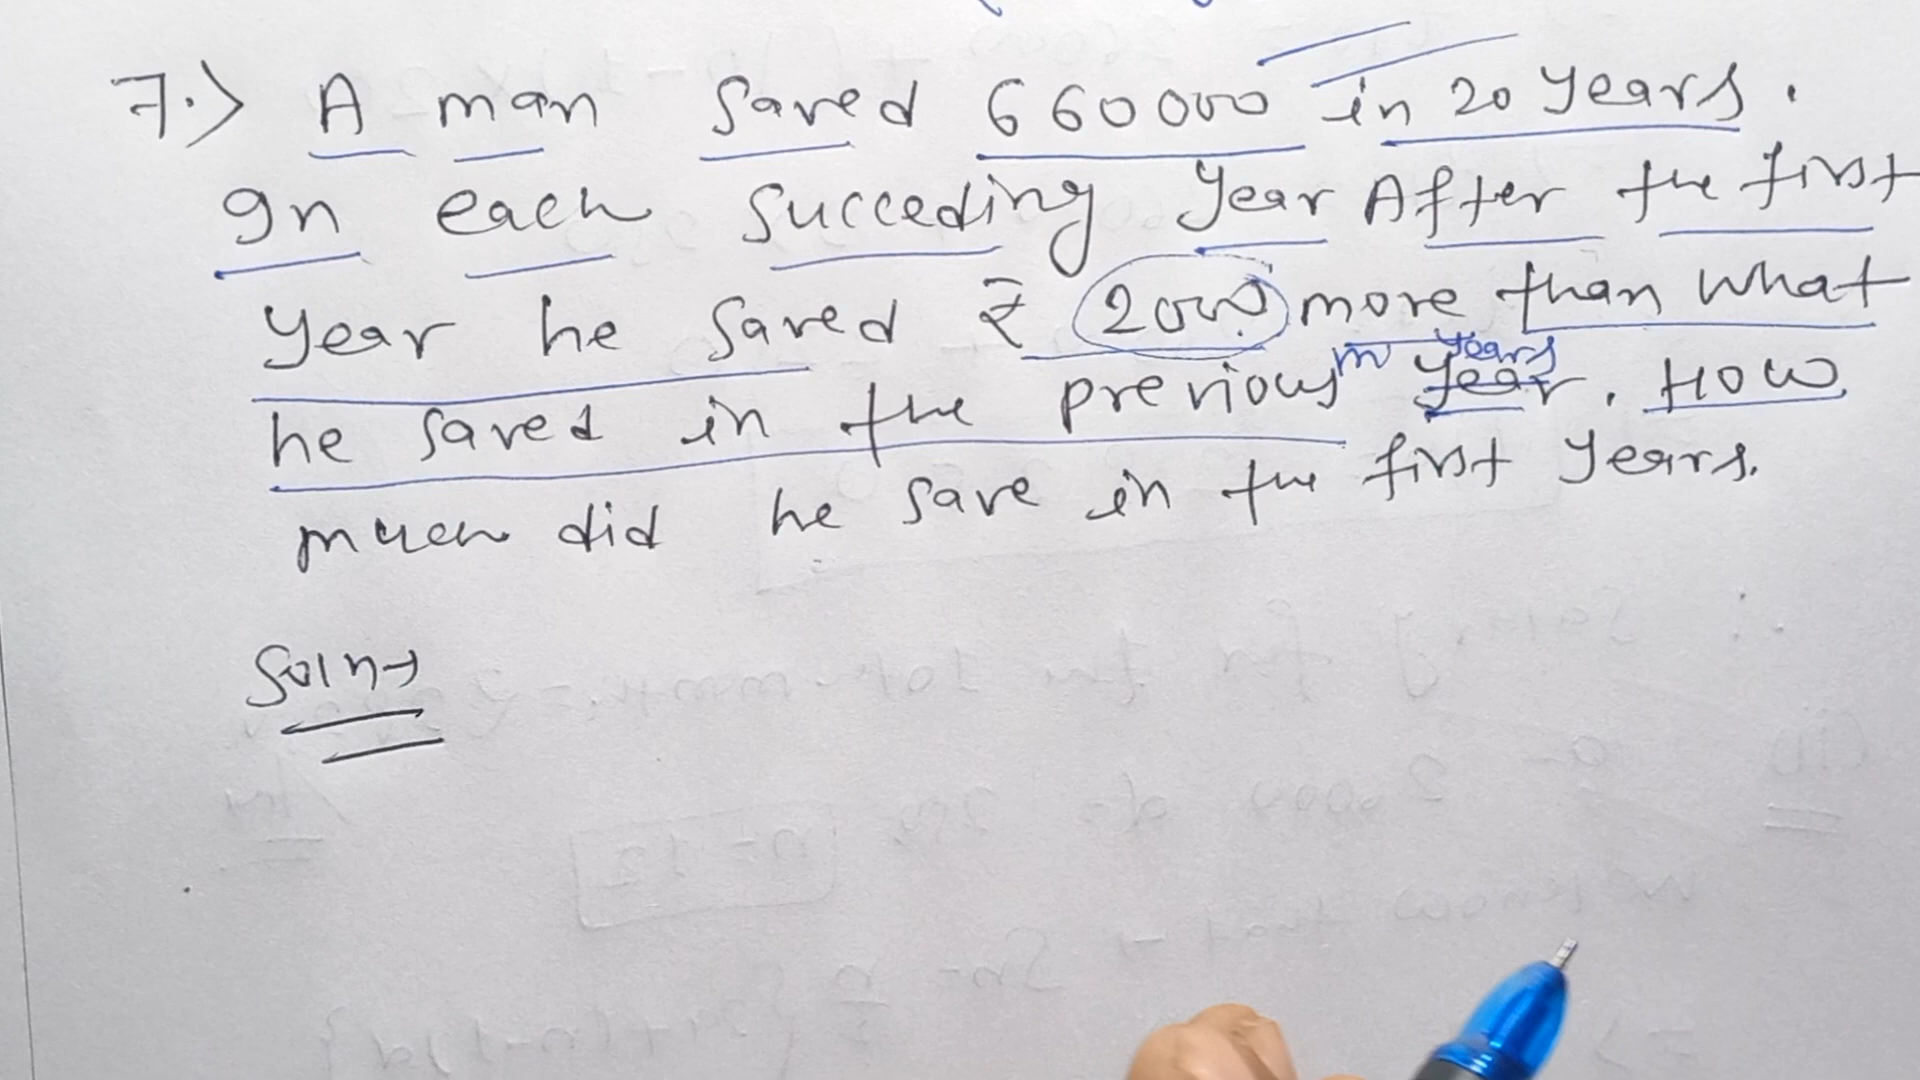 7.> A man saved 660000 in 20 years.
In each succeding year After the first
year he saved ₹ 2000 more than what
he saved in the previous year. How
in years
much did he save in the first years.
Soln→